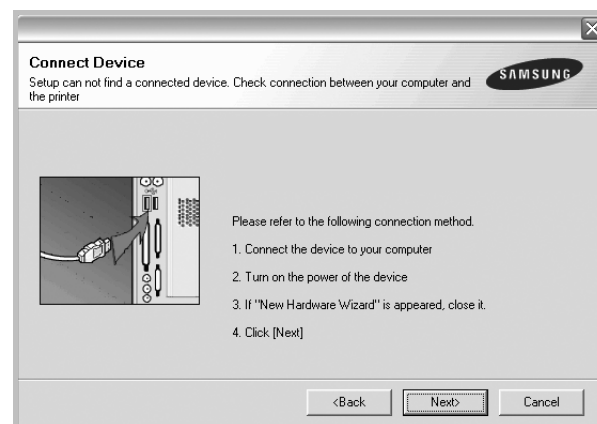 Connect Device
Setup can not find a connected device. Check connection between your computer and
the printer
SAMSUNG
Please refer to the following connection method.
1. Connect the device to your computer
2. Turn on the power of the device
3. If "New Hardware Wizard" is appeared, close it.
4. Click [Next]
<Back
Next>
Cancel